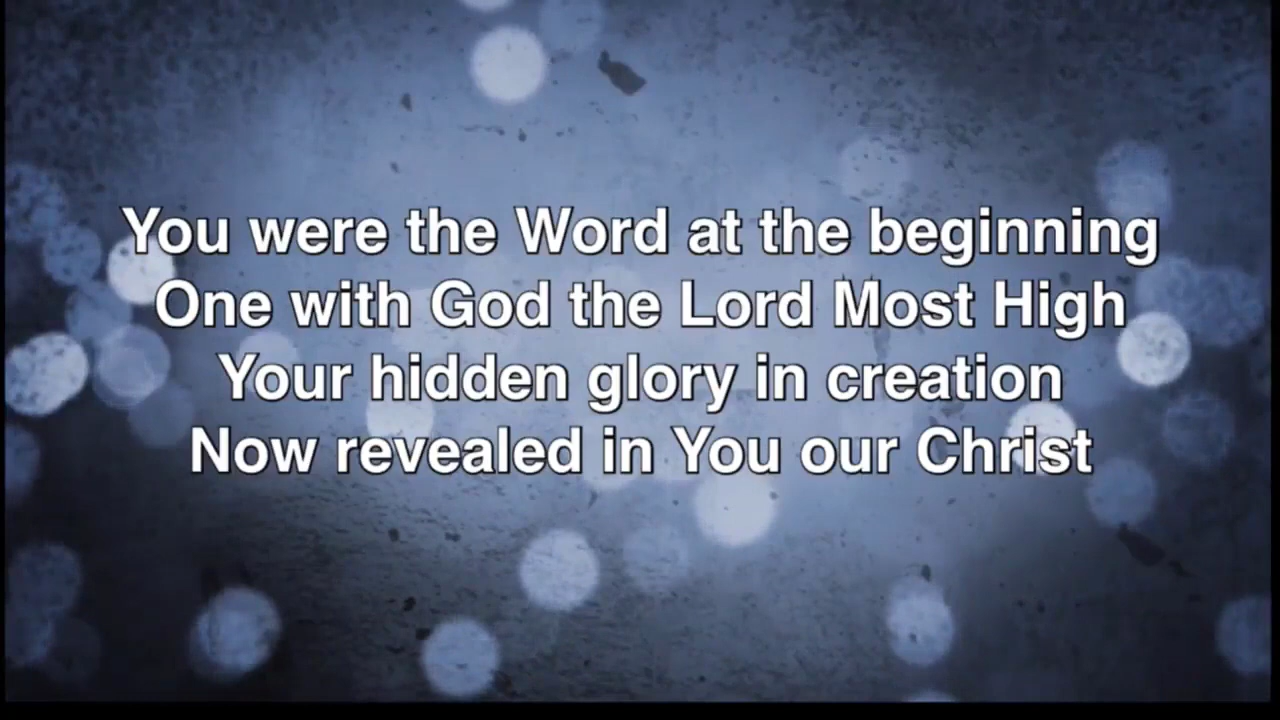 You were the Word at the beginning
One with God the Lord Most High
Your hidden glory in creation
Now revealed in You our Christ